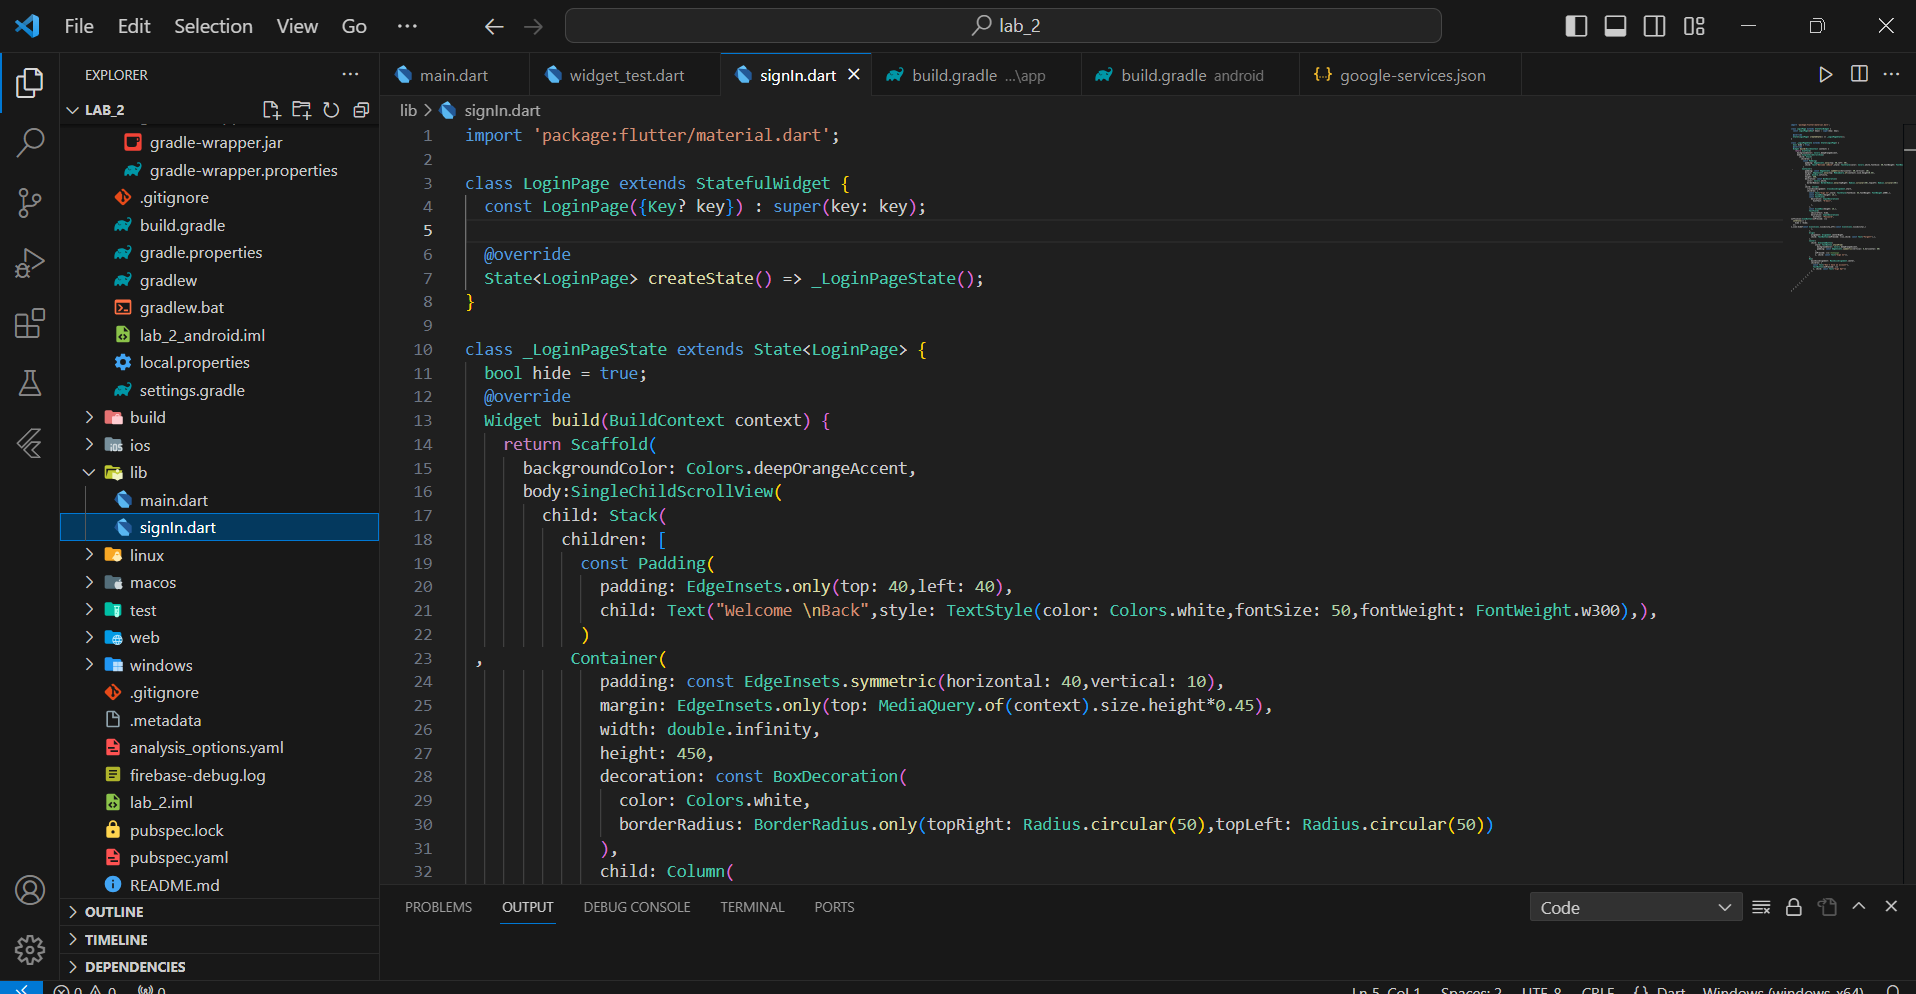 File Edit Selection View Go ···
lab_2
EXPLORER
LAB_2
gradle-wrapper.jar
gradle-wrapper.properties
.gitignore
build.gradle
gradle.properties
gradlew
gradlew.bat
lab_2_android.iml
local.properties
settings.gradle
build
ios
lib
main.dart
signIn.dart
linux
macos
test
web
windows
.gitignore
.metadata
analysis_options.yaml
firebase-debug.log
lab_2.iml
pubspec.lock
pubspec.yaml
README.md
OUTLINE
TIMELINE
DEPENDENCIES
main.dart widget_test.dart signIn.dart build.gradle ...\app build.gradle android google-services.json
lib > signIn.dart
1 import 'package:flutter/material.dart';
2
3 class LoginPage extends StatefulWidget {
4 const LoginPage({Key? key}) : super(key: key);
5
6 @override
7 State<LoginPage> createState() => _LoginPageState();
8 }
9
10 class _LoginPageState extends State<LoginPage> {
11 bool hide = true;
12 @override
13 Widget build(BuildContext context) {
14 return Scaffold(
15 backgroundColor: Colors.deepOrangeAccent,
16 body:SingleChildScrollView(
17 child: Stack(
18 children: [
19 const Padding(
20 padding: EdgeInsets.only(top: 40,left: 40),
21 child: Text("Welcome \nBack",style: TextStyle(color: Colors.white,fontSize: 50,fontWeight: FontWeight.w300),),
22 )
23 , Container(
24 padding: const EdgeInsets.symmetric(horizontal: 40,vertical: 10),
25 margin: EdgeInsets.only(top: MediaQuery.of(context).size.height*0.45),
26 width: double.infinity,
27 height: 450,
28 decoration: const BoxDecoration(
29 color: Colors.white,
30 borderRadius: BorderRadius.only(topRight: Radius.circular(50),topLeft: Radius.circular(50))
31 ),
32 child: Column(
PROBLEMS OUTPUT DEBUG CONSOLE TERMINAL PORTS
Code
0 0 0 Ln 5, Col 1 Spaces: 2 UTF-8 CRLF {} Dart Windows (windows-x64)